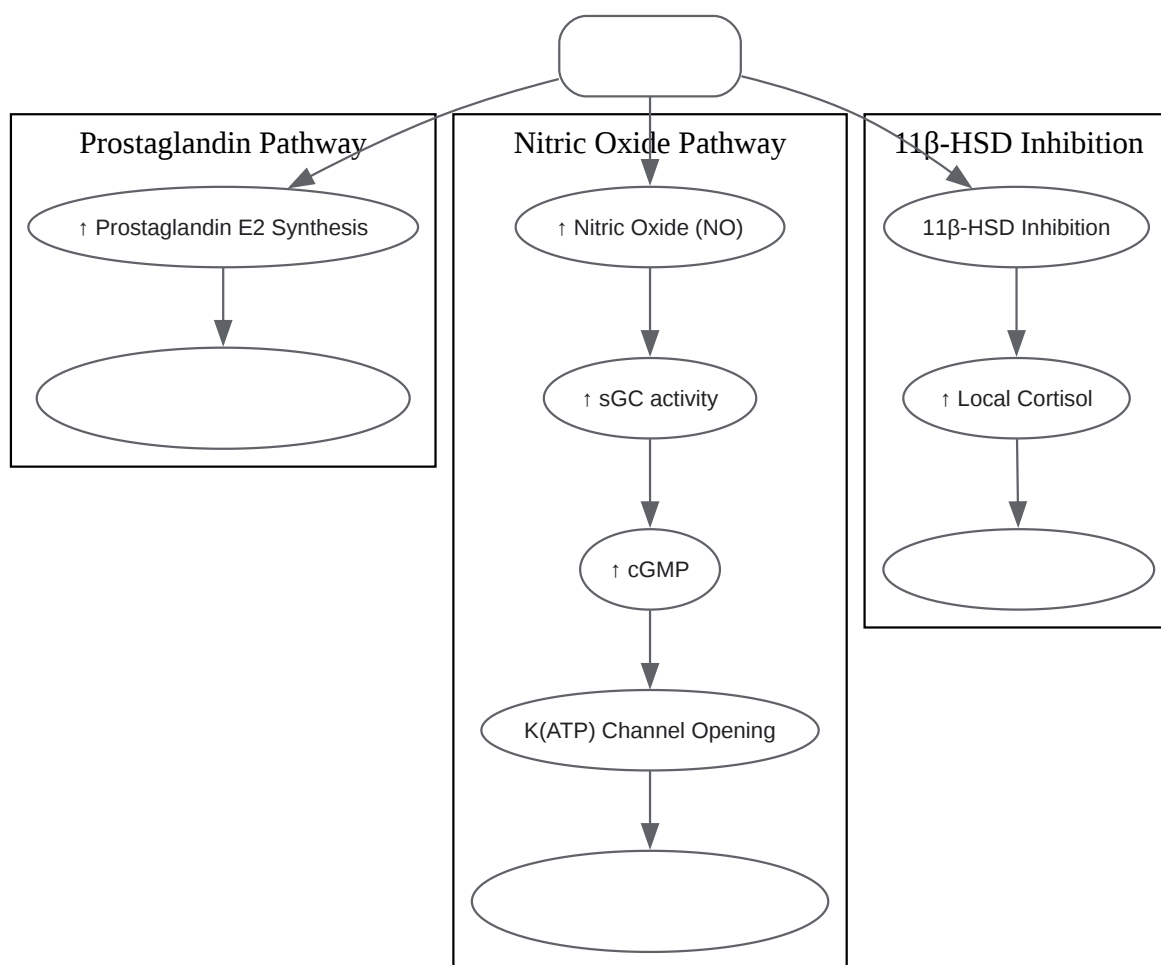 Prostaglandin Pathway
↑ Prostaglandin E2 Synthesis
Nitric Oxide Pathway
↑ Nitric Oxide (NO)
↑ sGC activity
↑ cGMP
K(ATP) Channel Opening
11β-HSD Inhibition
11β-HSD Inhibition
↑ Local Cortisol